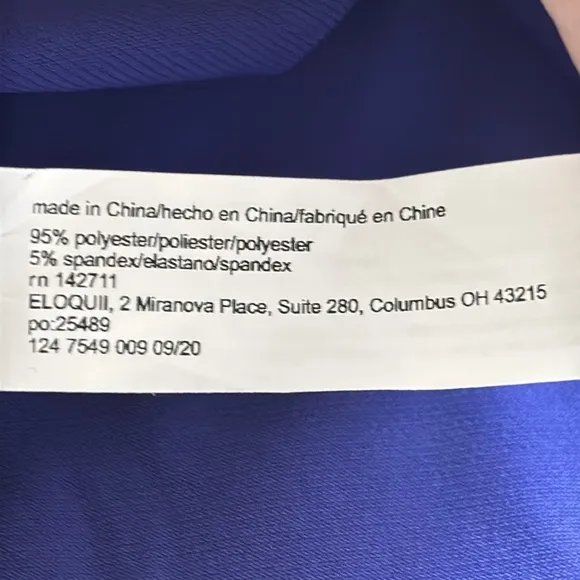 made in China/hecho en China/fabriqué en Chine
95% polyester/poliester/polyester
5% spandex/elastano/spandex
rn 142711
ELOQUII, 2 Miranova Place, Suite 280, Columbus OH 43215
po:25489
124 7549 009 09/20